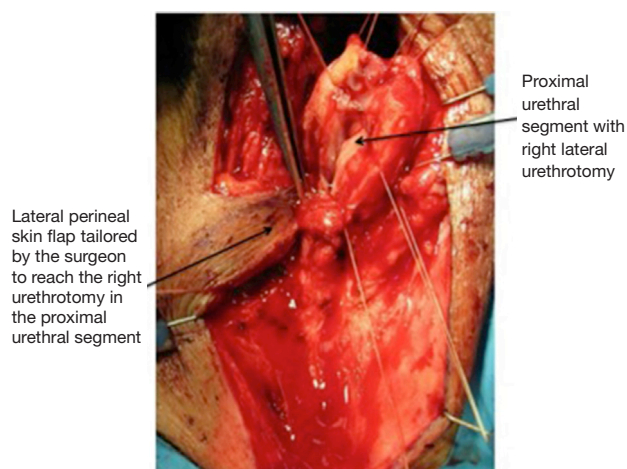 Proximal
urethral
segment with
right lateral
urethrotomy
Lateral perineal
skin flap tailored
by the surgeon
to reach the right
urethrotomy in
the proximal
urethral segment